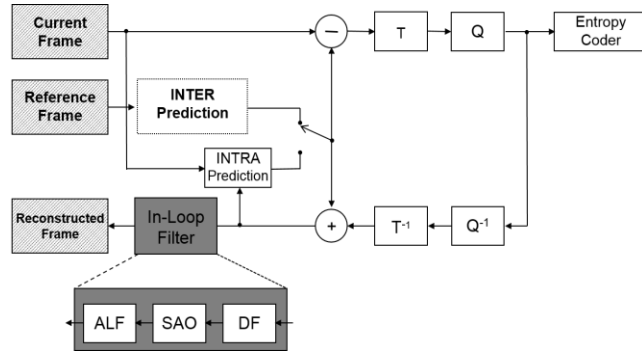 Current
Frame
−
T
Q
Entropy
Coder
Reference
Frame
INTER
Prediction
INTRA
Prediction
Reconstructed
Frame
In-Loop
Filter
+
T⁻¹
Q⁻¹
ALF
SAO
DF